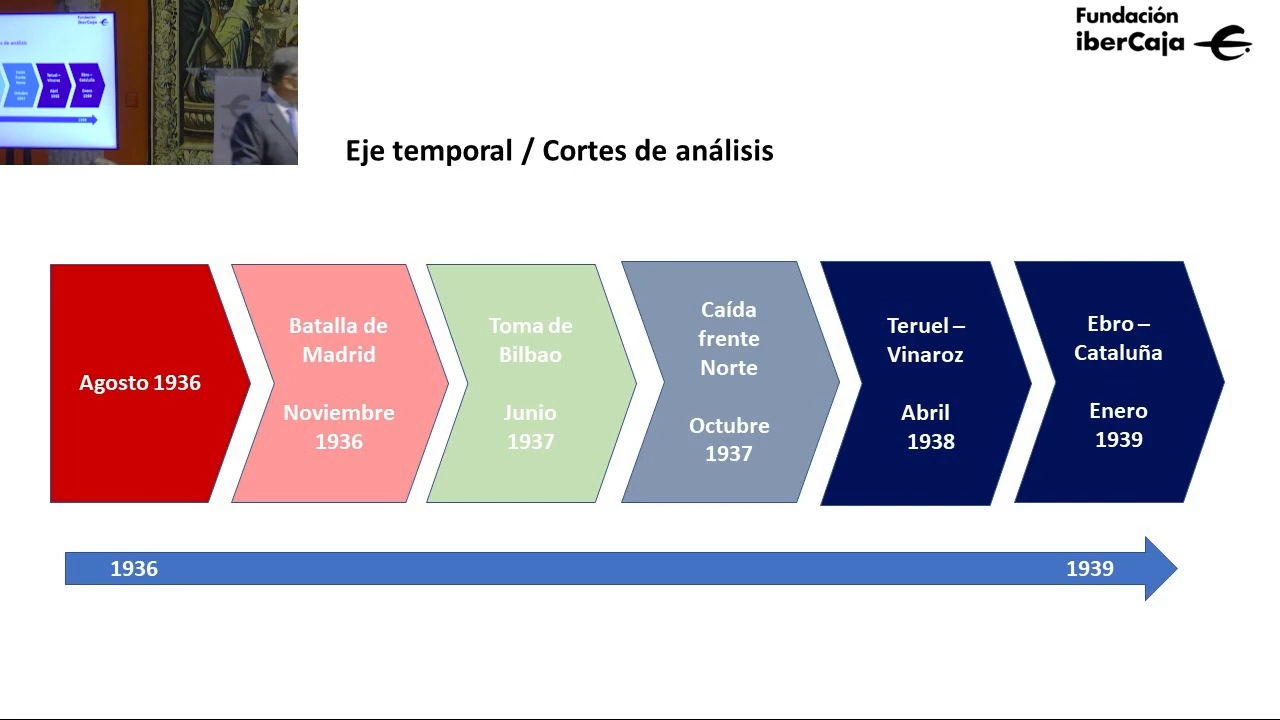 Fundación
iberCaja
Eje temporal / Cortes de análisis
Agosto 1936
Batalla de
Madrid
Noviembre
1936
Toma de
Bilbao
Junio
1937
Caída
frente
Norte
Octubre
1937
Teruel –
Vinaroz
Abril
1938
Ebro –
Cataluña
Enero
1939
1936
1939